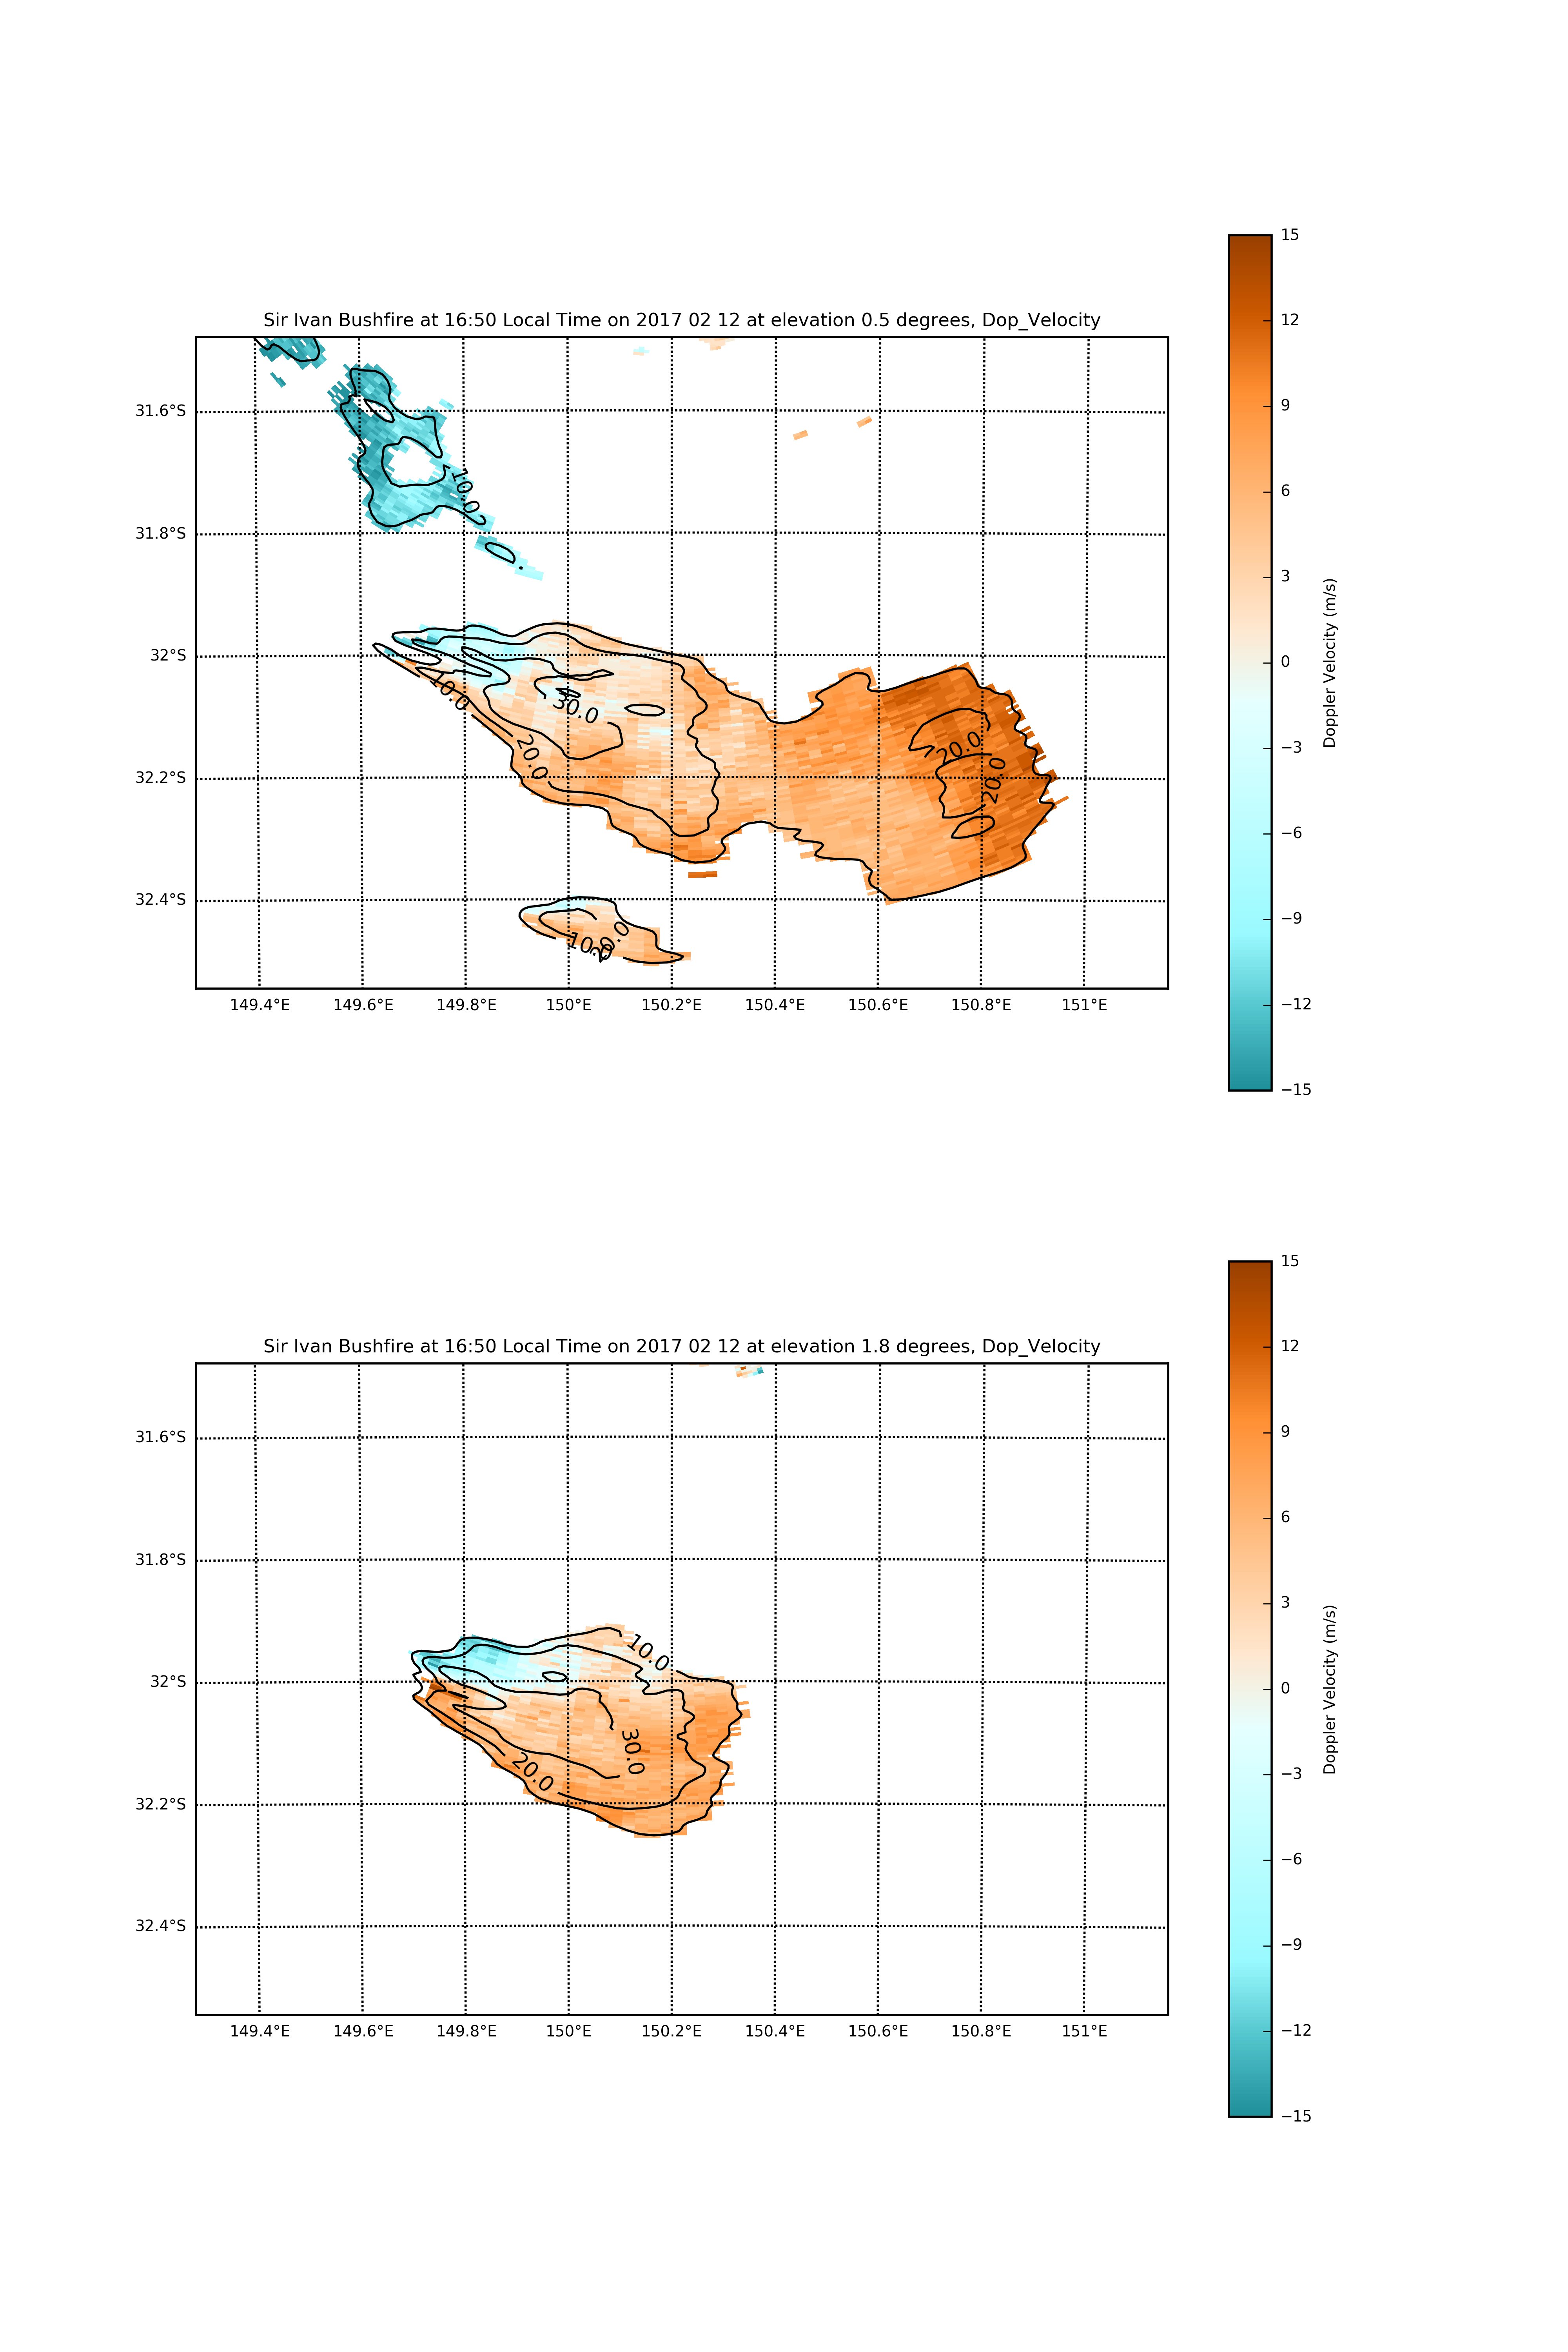 Sir Ivan Bushfire at 16:50 Local Time on 2017 02 12 at elevation 0.5 degrees, Dop_Velocity
31.6°S
31.8°S
32°S
32.2°S
32.4°S
149.4°E 149.6°E 149.8°E 150°E 150.2°E 150.4°E 150.6°E 150.8°E 151°E
10.0
10.0
20.0
30.0
20.0
20.0
10.0
15
12
9
6
3
0
−3
−6
−9
−12
−15
Doppler Velocity (m/s)
Sir Ivan Bushfire at 16:50 Local Time on 2017 02 12 at elevation 1.8 degrees, Dop_Velocity
31.6°S
31.8°S
32°S
32.2°S
32.4°S
149.4°E 149.6°E 149.8°E 150°E 150.2°E 150.4°E 150.6°E 150.8°E 151°E
10.0
20.0
30.0
15
12
9
6
3
0
−3
−6
−9
−12
−15
Doppler Velocity (m/s)